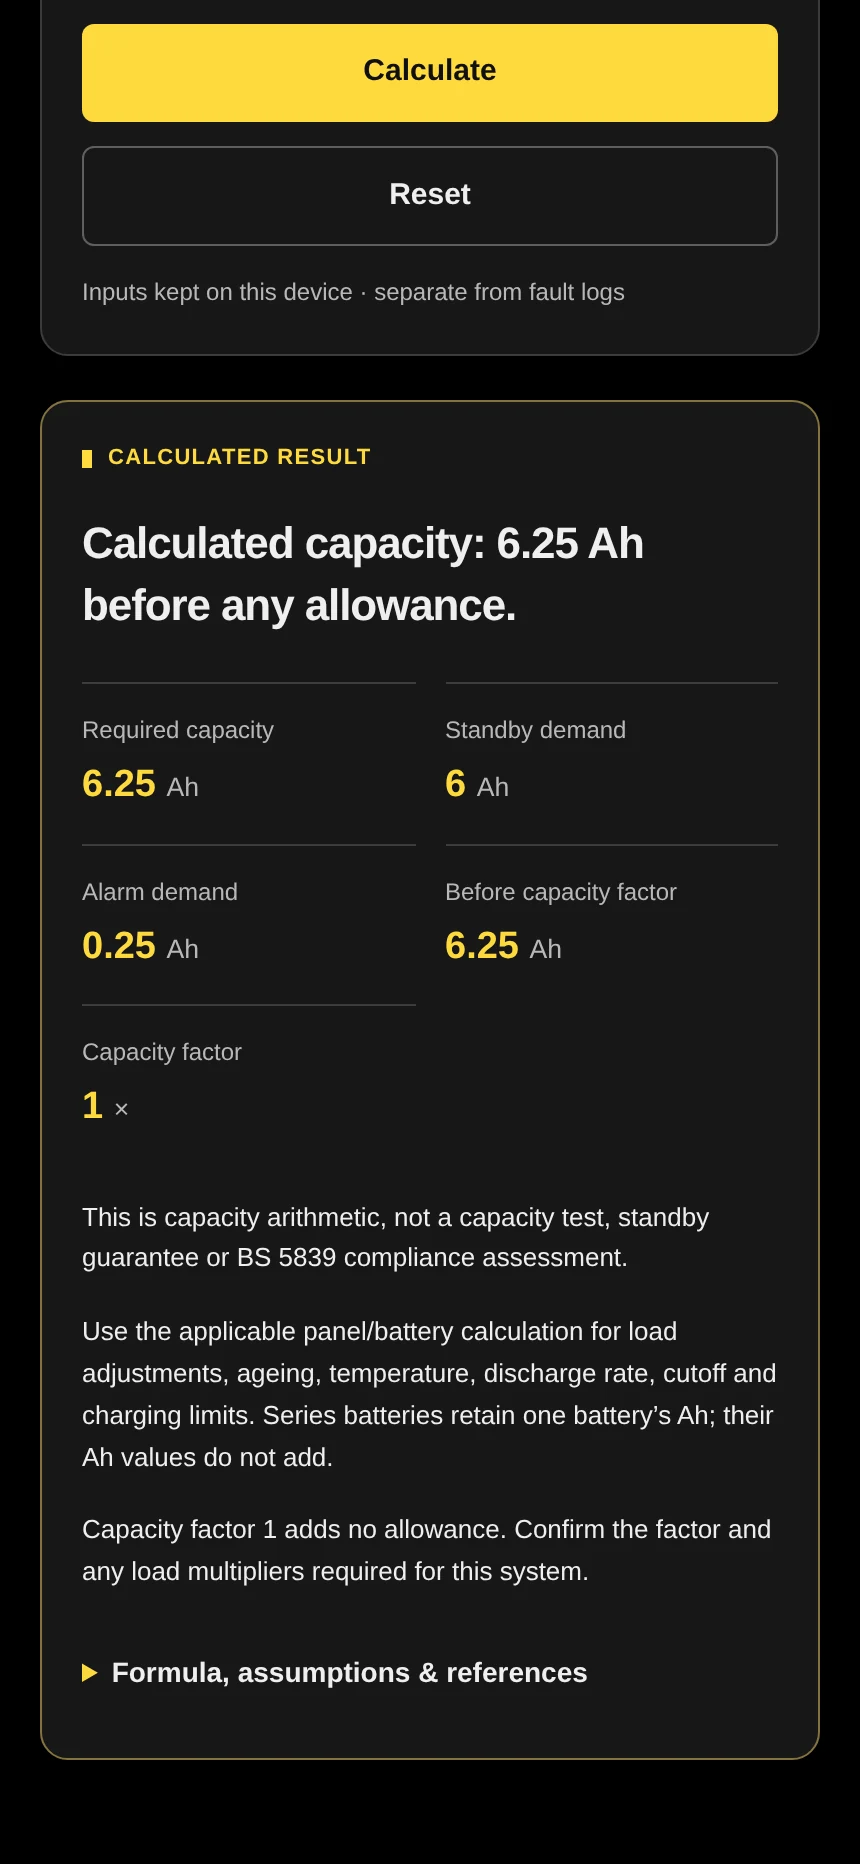 Calculate
Reset
Inputs kept on this device · separate from fault logs
CALCULATED RESULT
Calculated capacity: 6.25 Ah
before any allowance.
Required capacity
6.25 Ah
Standby demand
6 Ah
Alarm demand
0.25 Ah
Before capacity factor
6.25 Ah
Capacity factor
1 ×
This is capacity arithmetic, not a capacity test, standby
guarantee or BS 5839 compliance assessment.
Use the applicable panel/battery calculation for load
adjustments, ageing, temperature, discharge rate, cutoff and
charging limits. Series batteries retain one battery’s Ah; their
Ah values do not add.
Capacity factor 1 adds no allowance. Confirm the factor and
any load multipliers required for this system.
Formula, assumptions & references